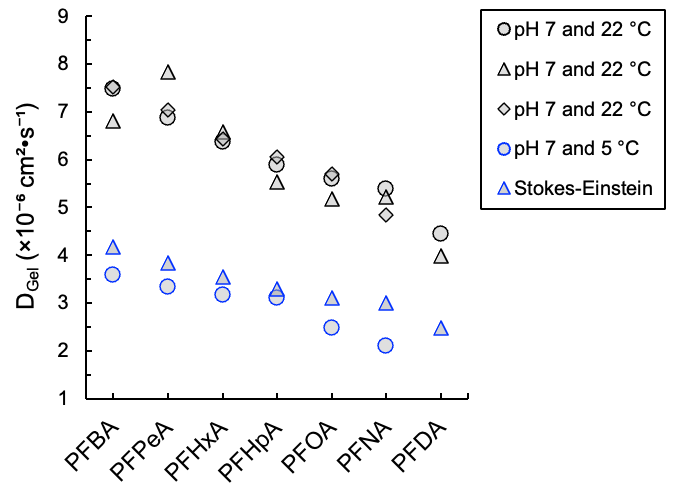 9
8
7
6
5
4
3
2
1
D_Gel (×10⁻⁶ cm²•s⁻¹)
PFBA
PFPeA
PFHxA
PFHpA
PFOA
PFNA
PFDA
pH 7 and 22 °C
pH 7 and 22 °C
pH 7 and 22 °C
pH 7 and 5 °C
Stokes-Einstein